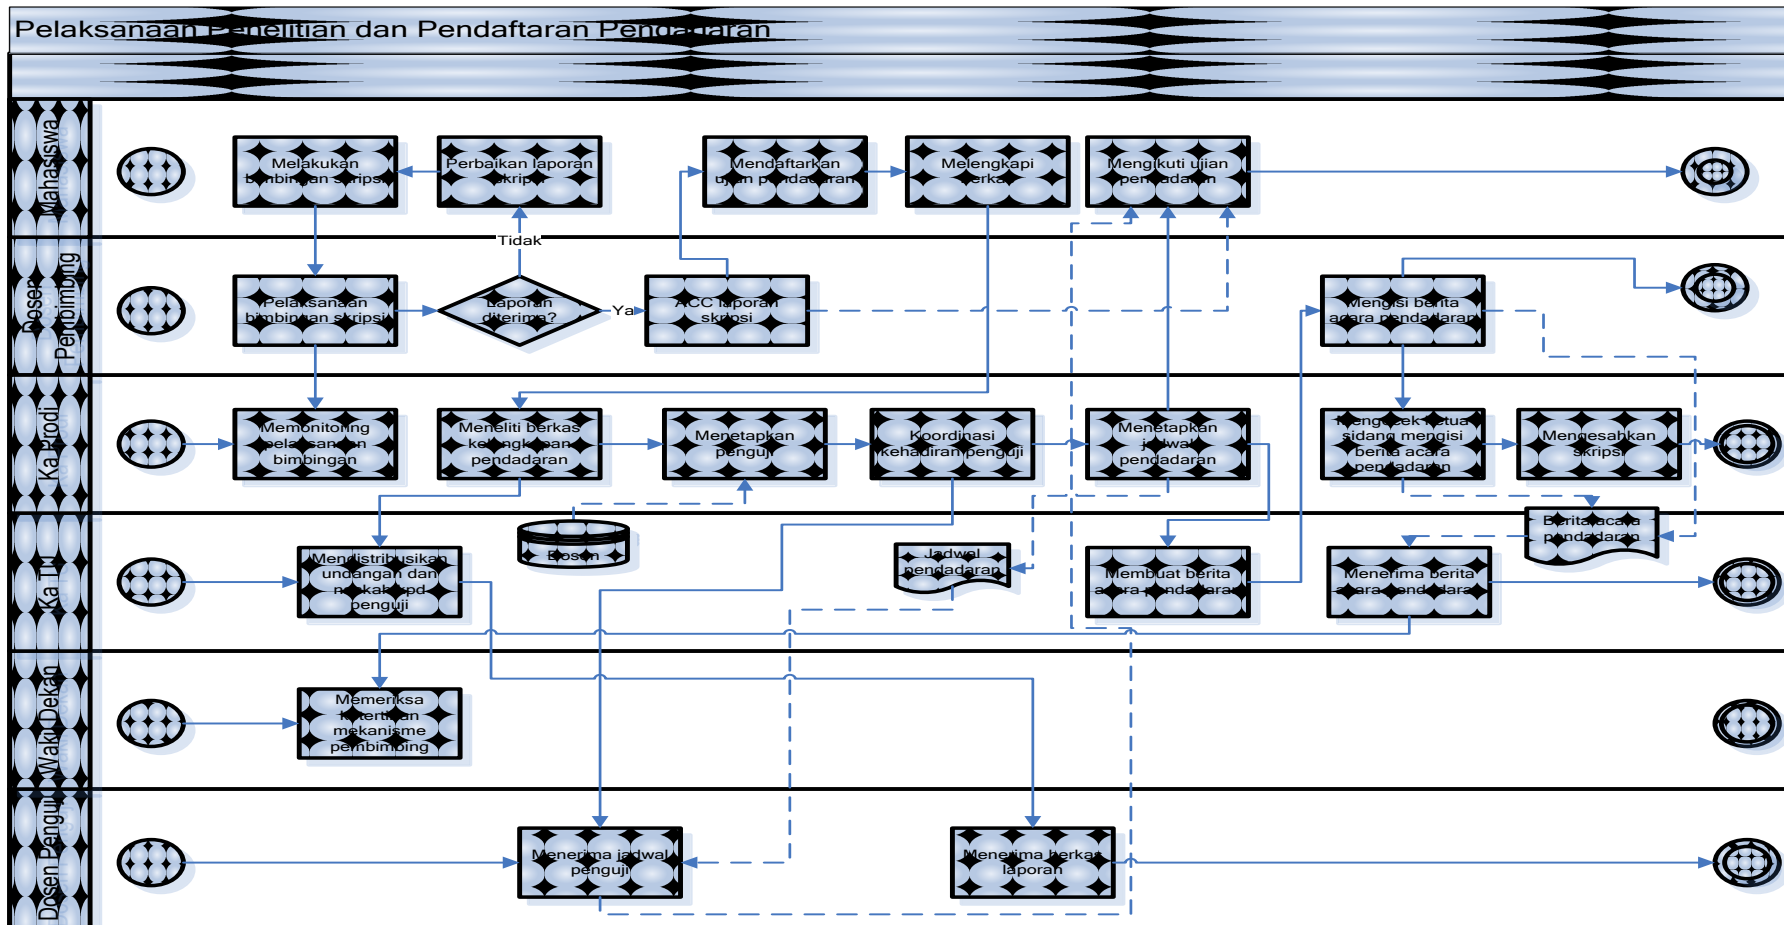 Pelaksanaan Penelitian dan Pendaftaran Pendadaran
Mahasiswa
Melakukan
bimbingan skripsi
Perbaikan laporan
skripsi
Mendaftarkan
ujian pendadaran
Melengkapi
berkas
Mengikuti ujian
pendadaran
Tidak
Dosen
Pembimbing
Pelaksanaan
bimbingan skripsi
Laporan
diterima?
Ya
ACC laporan
skripsi
Mengisi berita
acara pendadaran
Ka Prodi
Memonitoring
pelaksanaan
bimbingan
Meneliti berkas
kelengkapan
pendadaran
Menetapkan
penguji
Koordinasi
kehadiran penguji
Menetapkan
jadwal
pendadaran
Mengecek Ketua
sidang mengisi
berita acara
pendadaran
Mengesahkan
skripsi
Ka TU
Mendistribusikan
undangan dan
naskah kpd
penguji
Dosen
Jadwal
pendadaran
Membuat berita
acara pendadaran
Menerima berita
acara pendadaran
Berita acara
pendadaran
Wakil Dekan
Memeriksa
ketertiban
mekanisme
pembimbing
Dosen Penguji
Menerima jadwal
penguji
Menerima berkas
laporan